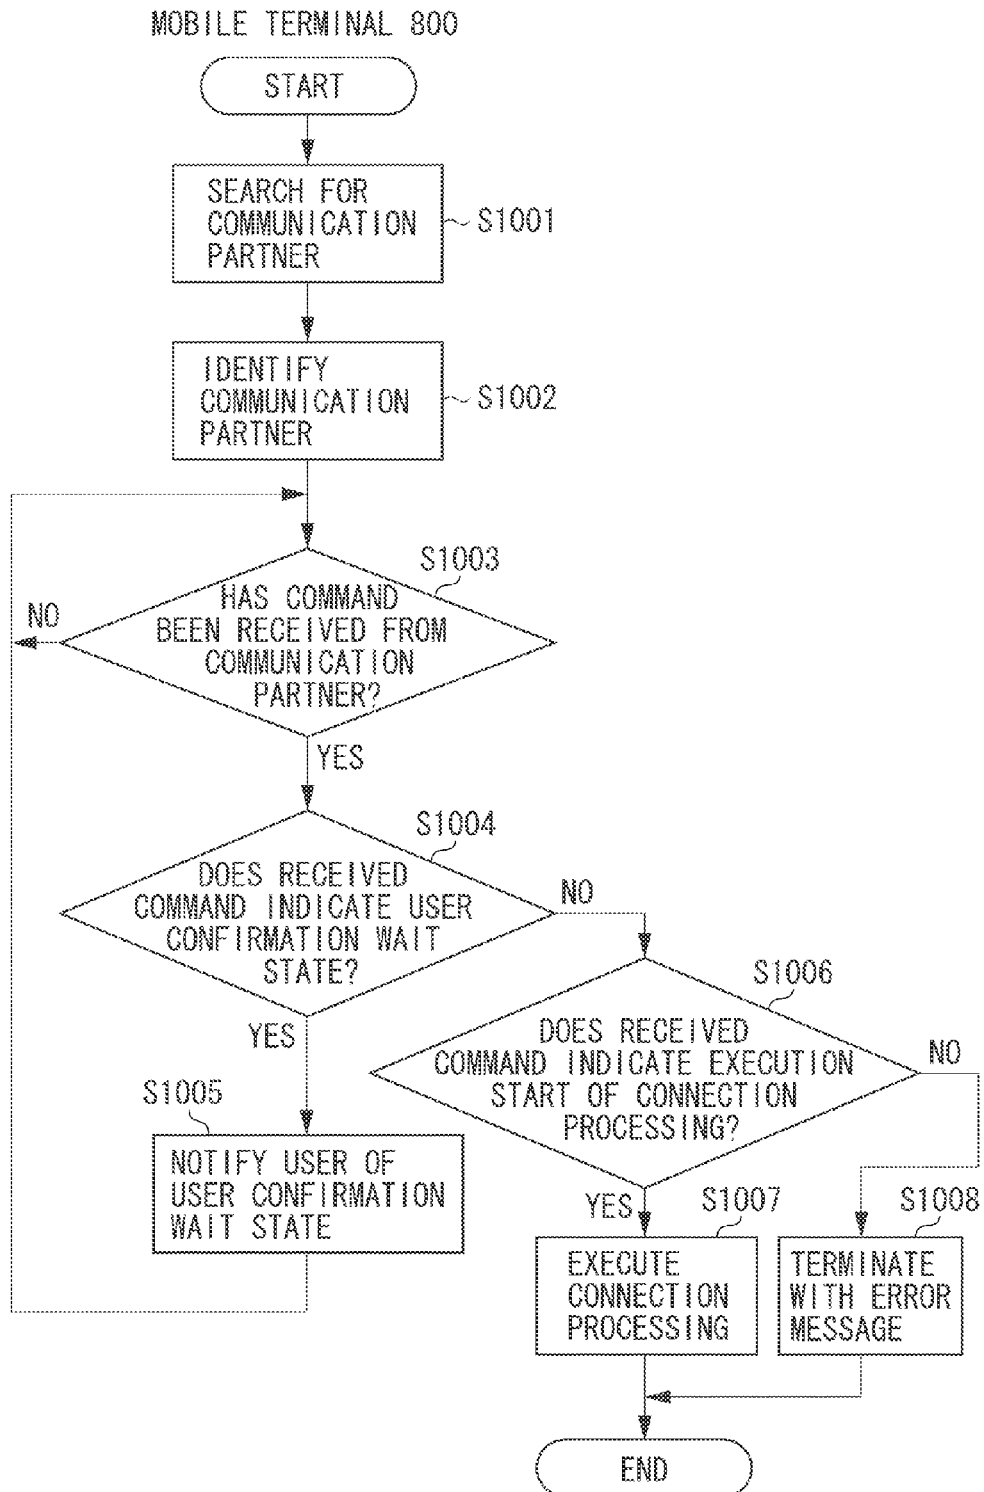 MOBILE TERMINAL 800
START
SEARCH FOR
COMMUNICATION
PARTNER
S1001
IDENTIFY
COMMUNICATION
PARTNER
S1002
S1003
HAS COMMAND
BEEN RECEIVED FROM
COMMUNICATION
PARTNER?
NO
YES
S1004
DOES RECEIVED
COMMAND INDICATE USER
CONFIRMATION WAIT
STATE?
NO
YES
S1005
NOTIFY USER OF
USER CONFIRMATION
WAIT STATE
S1006
DOES RECEIVED
COMMAND INDICATE EXECUTION
START OF CONNECTION
PROCESSING?
NO
YES
S1007
EXECUTE
CONNECTION
PROCESSING
S1008
TERMINATE
WITH ERROR
MESSAGE
END